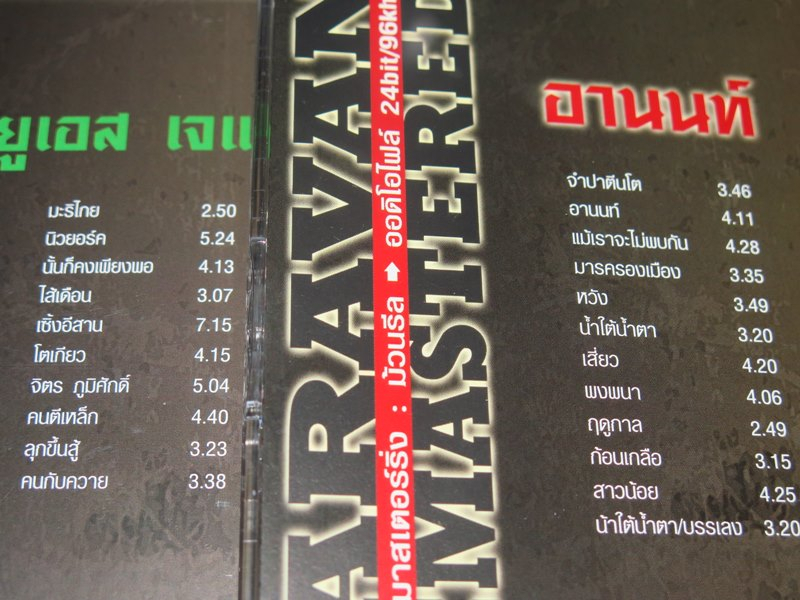 ยูเอส เจแ
มะริไกย 2.50
นิวยอร์ค 5.24
นั้นก็คงเพียงพอ 4.13
ไส้เดือน 3.07
เซิ้งอีสาน 7.15
โตเกียว 4.15
จิตร ภูมิศักดิ์ 5.04
คนตีเหล็ก 4.40
ลุกขึ้นสู้ 3.23
คนกับควาย 3.38
ARAVAN
มาสเตอร์ริ่ง : ม้วนรีล ➡ ออดิโอไฟล์ 24bit/96kh
MASTERED
อานนท์
จำปาตีนโต 3.46
อานนท์ 4.11
แม้เราจะไม่พบกัน 4.28
มารครองเมือง 3.35
หวัง 3.49
น้ำใต้น้ำตา 3.20
เสี่ยว 4.20
พงพนา 4.06
ฤดูกาล 2.49
ก้อนเกลือ 3.15
สาวน้อย 4.25
น้าใต้น้ำตา/บรรเลง 3.20